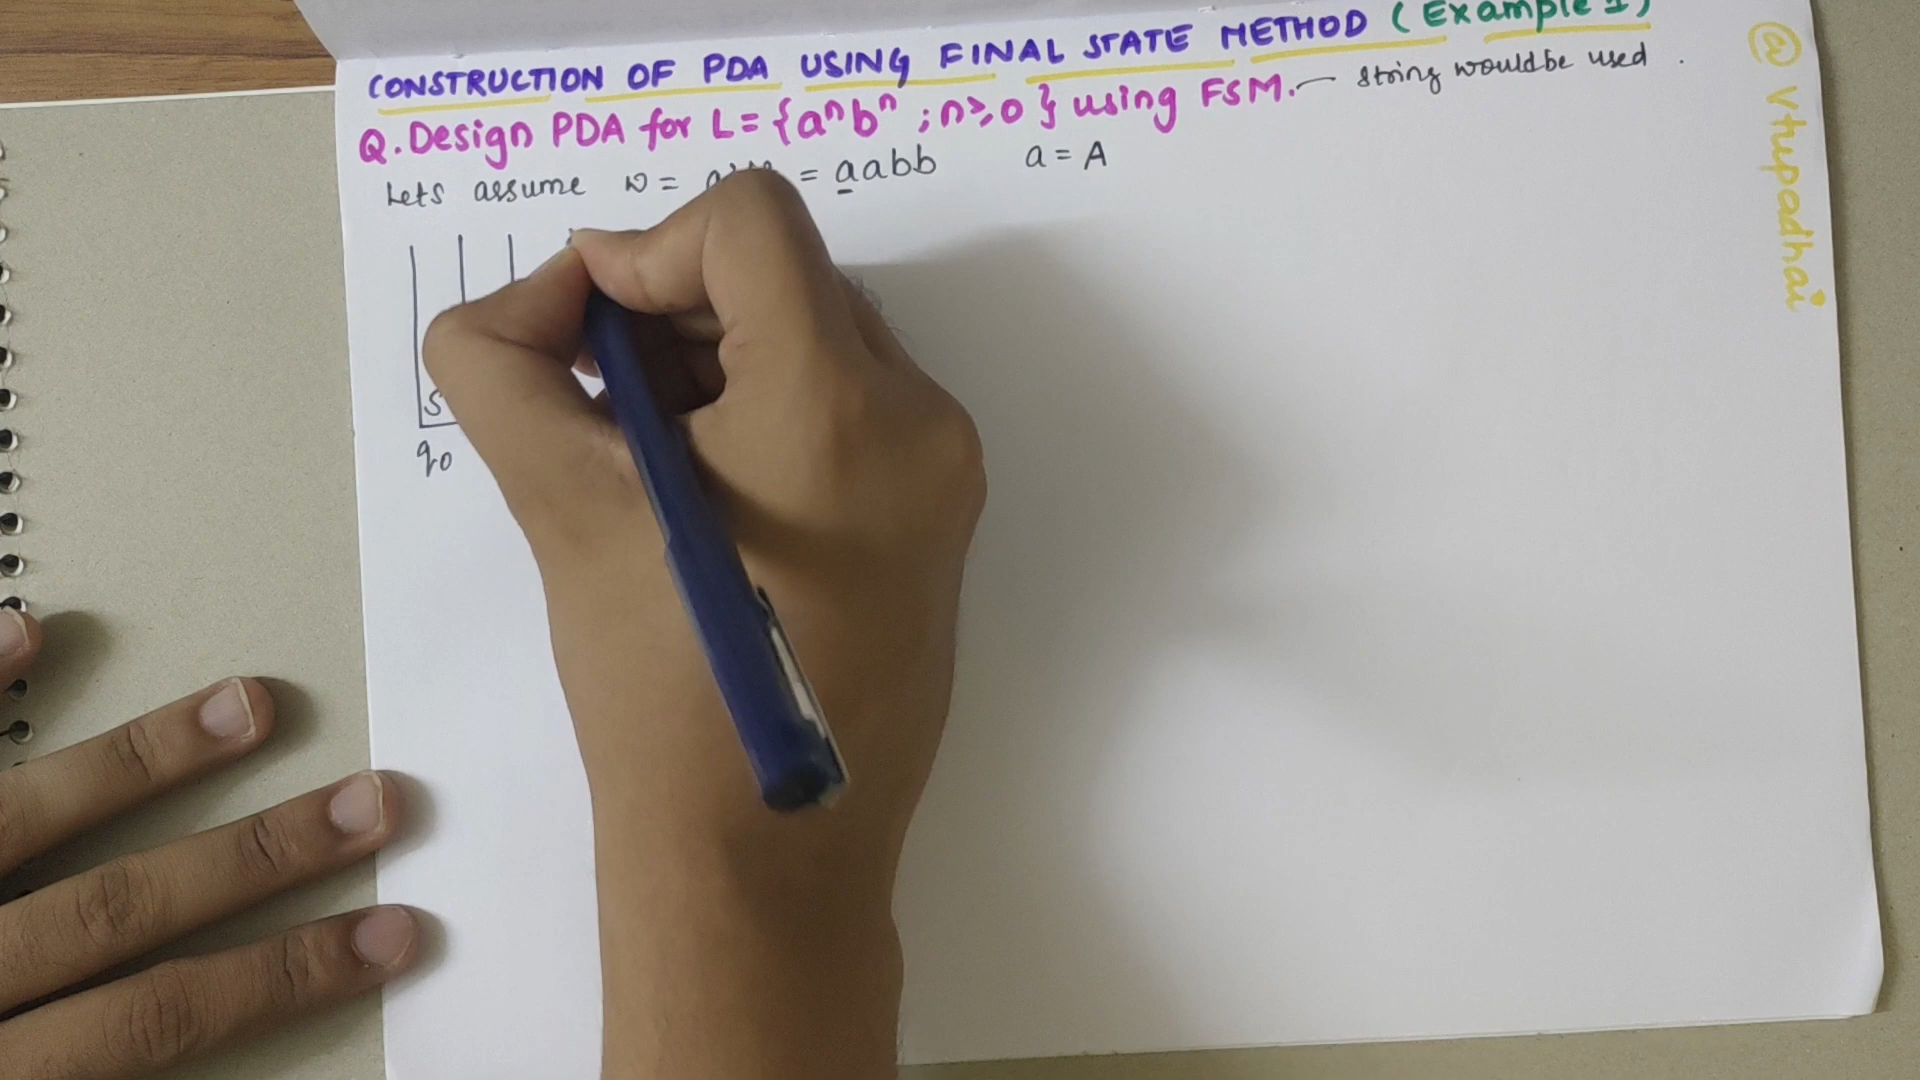 CONSTRUCTION OF PDA USING FINAL STATE METHOD (Example 1)
Q. Design PDA for L = {aⁿbⁿ ; n≥0} using FSM. — string would be used .
Lets assume w = = aabb a = A
S
q0
@Vtupadhai